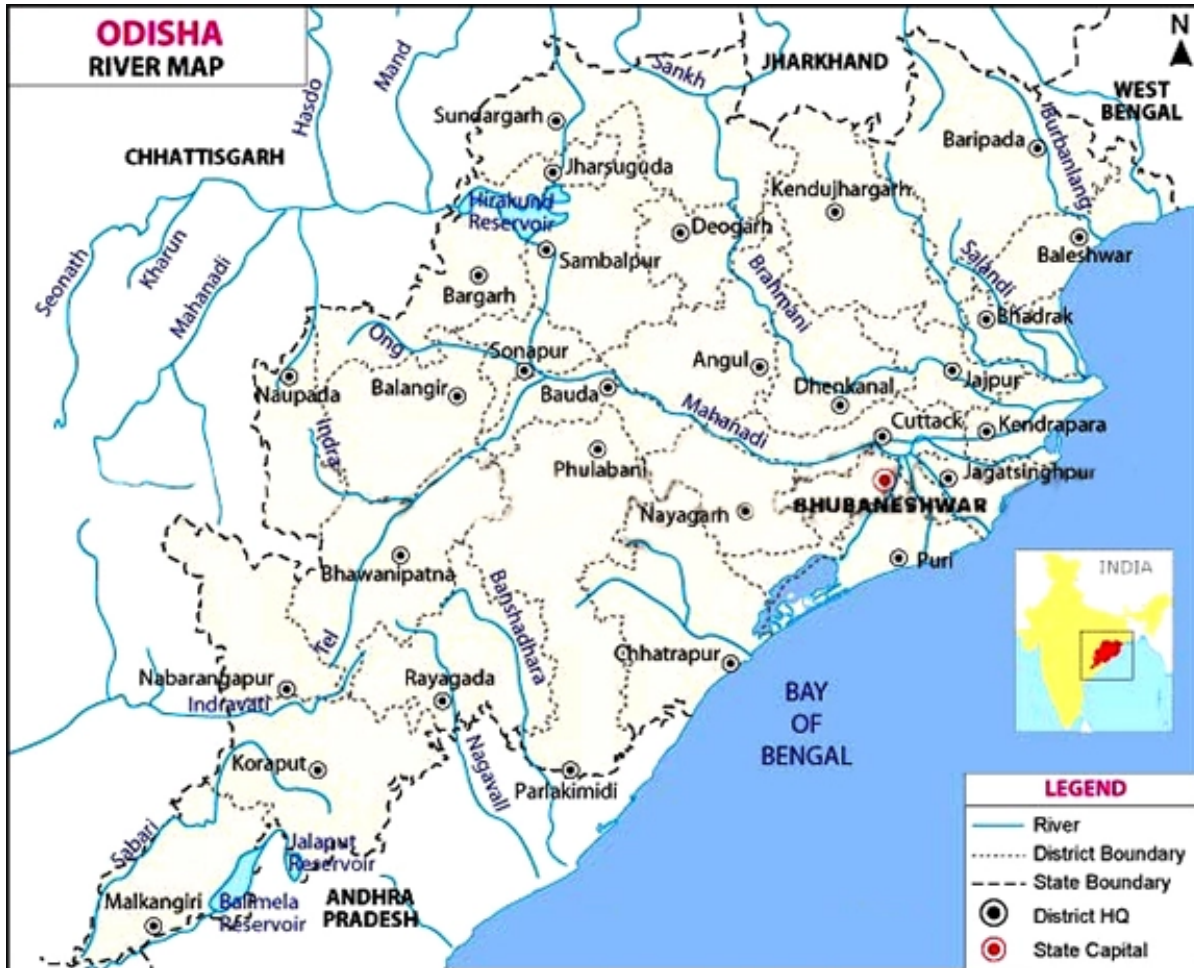 ODISHA
RIVER MAP
N
Hasdo
Mand
Sankh
JHARKHAND
WEST
BENGAL
Burbanlang
Sundargarh
Baripada
CHHATTISGARH
Jharsuguda
Kendujhargarh
Hirakund
Reservoir
Deogarh
Baleshwar
Seonath
Kharun
Mahanadi
Sambalpur
Brahmani
Salandi
Bargarh
Bhadrak
Ong
Sonapur
Angul
Naupada
Balangir
Bauda
Dhenkanal
Jajpur
Indra
Mahanadi
Cuttack
Kendrapara
Phulabani
Jagatsinghpur
Nayagarh
BHUBANESHWAR
Bhawanipatna
Puri
INDIA
Banshadhara
Tel
Chhatrapur
Nabarangapur
Rayagada
Indravati
BAY
OF
BENGAL
Koraput
Nagavall
Parlakimidi
Sabari
Jalaput
Reservoir
Malkangiri
Balimela
Reservoir
ANDHRA
PRADESH
LEGEND
River
District Boundary
State Boundary
District HQ
State Capital